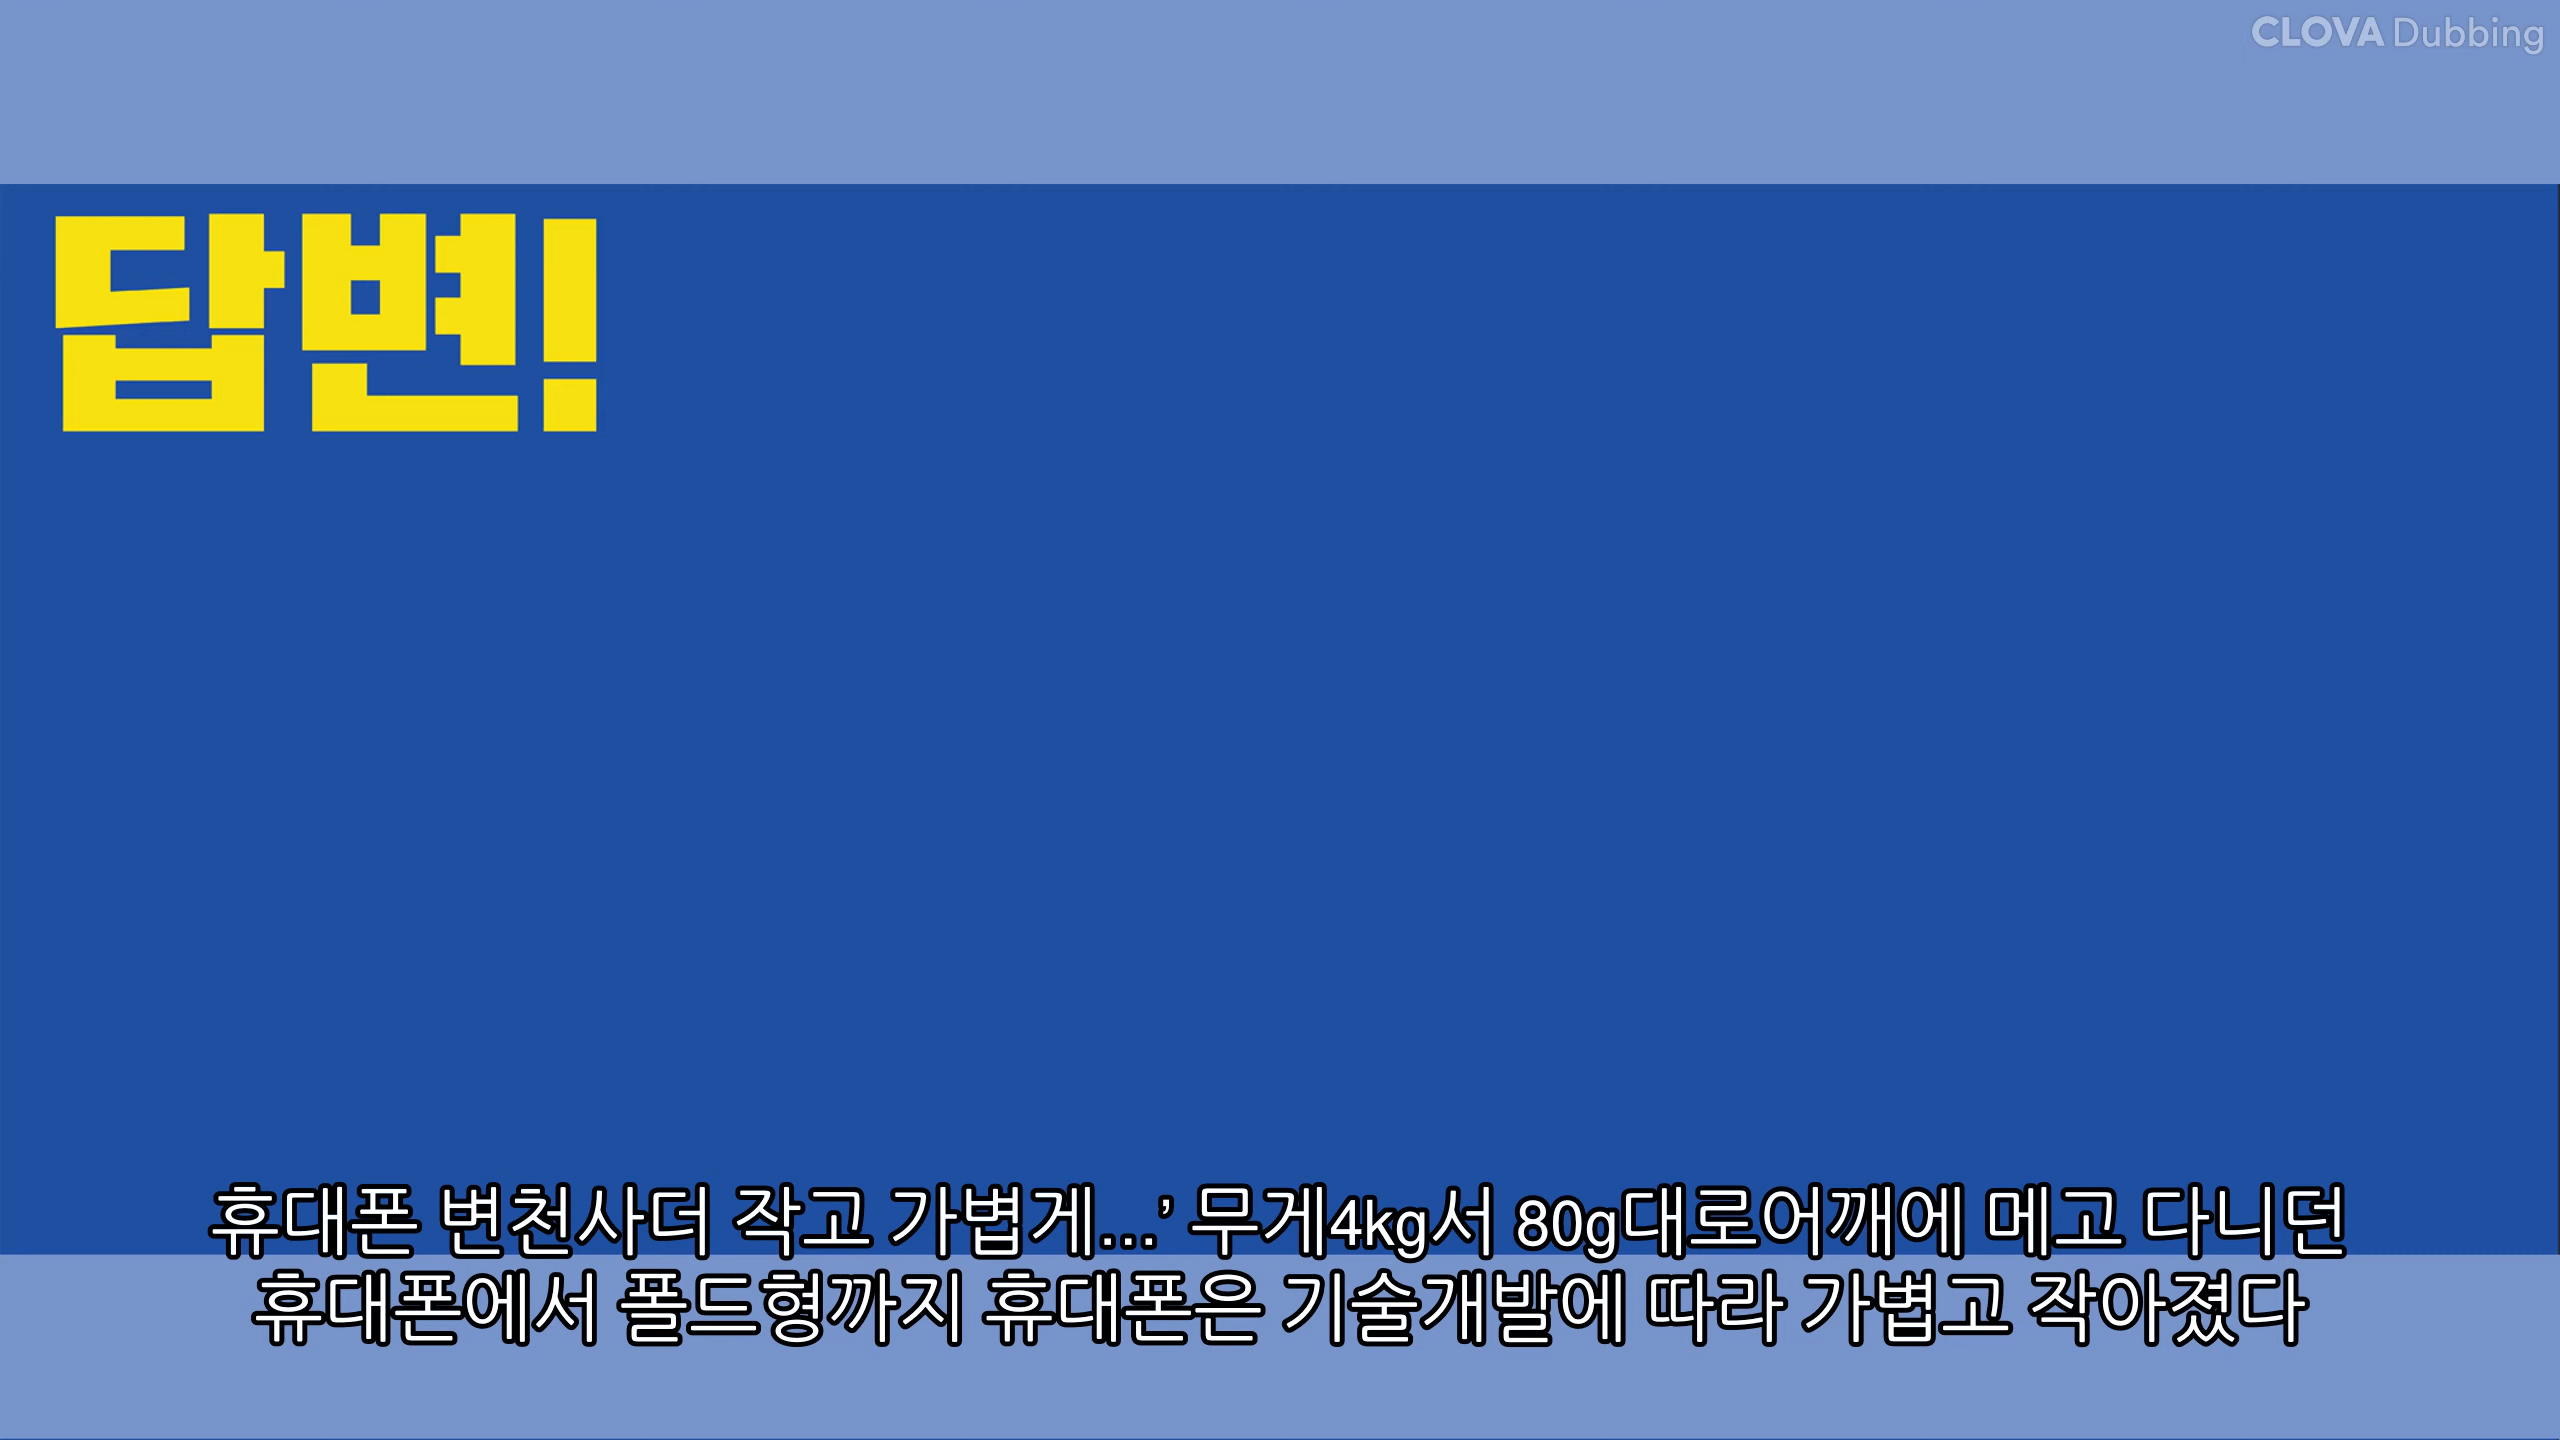 CLOVA Dubbing
답변!
휴대폰 변천사더 작고 가볍게...’ 무게4kg서 80g대로어깨에 메고 다니던
휴대폰에서 폴드형까지 휴대폰은 기술개발에 따라 가볍고 작아졌다